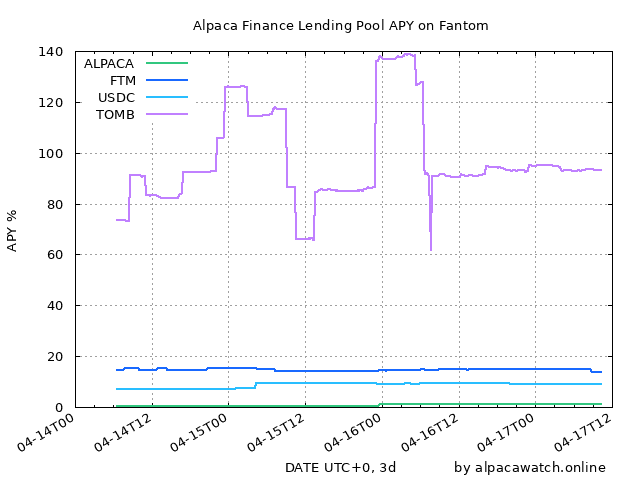 Alpaca Finance Lending Pool APY on Fantom
140
120
100
80
60
40
20
0
APY %
ALPACA
FTM
USDC
TOMB
04-14T00
04-14T12
04-15T00
04-15T12
04-16T00
04-16T12
04-17T00
04-17T12
DATE UTC+0, 3d
by alpacawatch.online